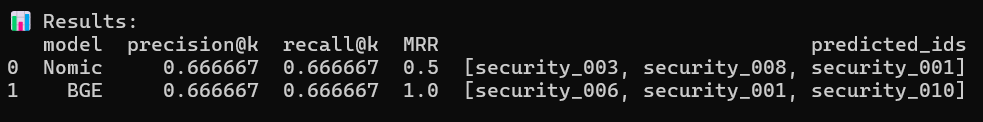 📊 Results:
model precision@k recall@k MRR predicted_ids
0 Nomic 0.666667 0.666667 0.5 [security_003, security_008, security_001]
1 BGE 0.666667 0.666667 1.0 [security_006, security_001, security_010]